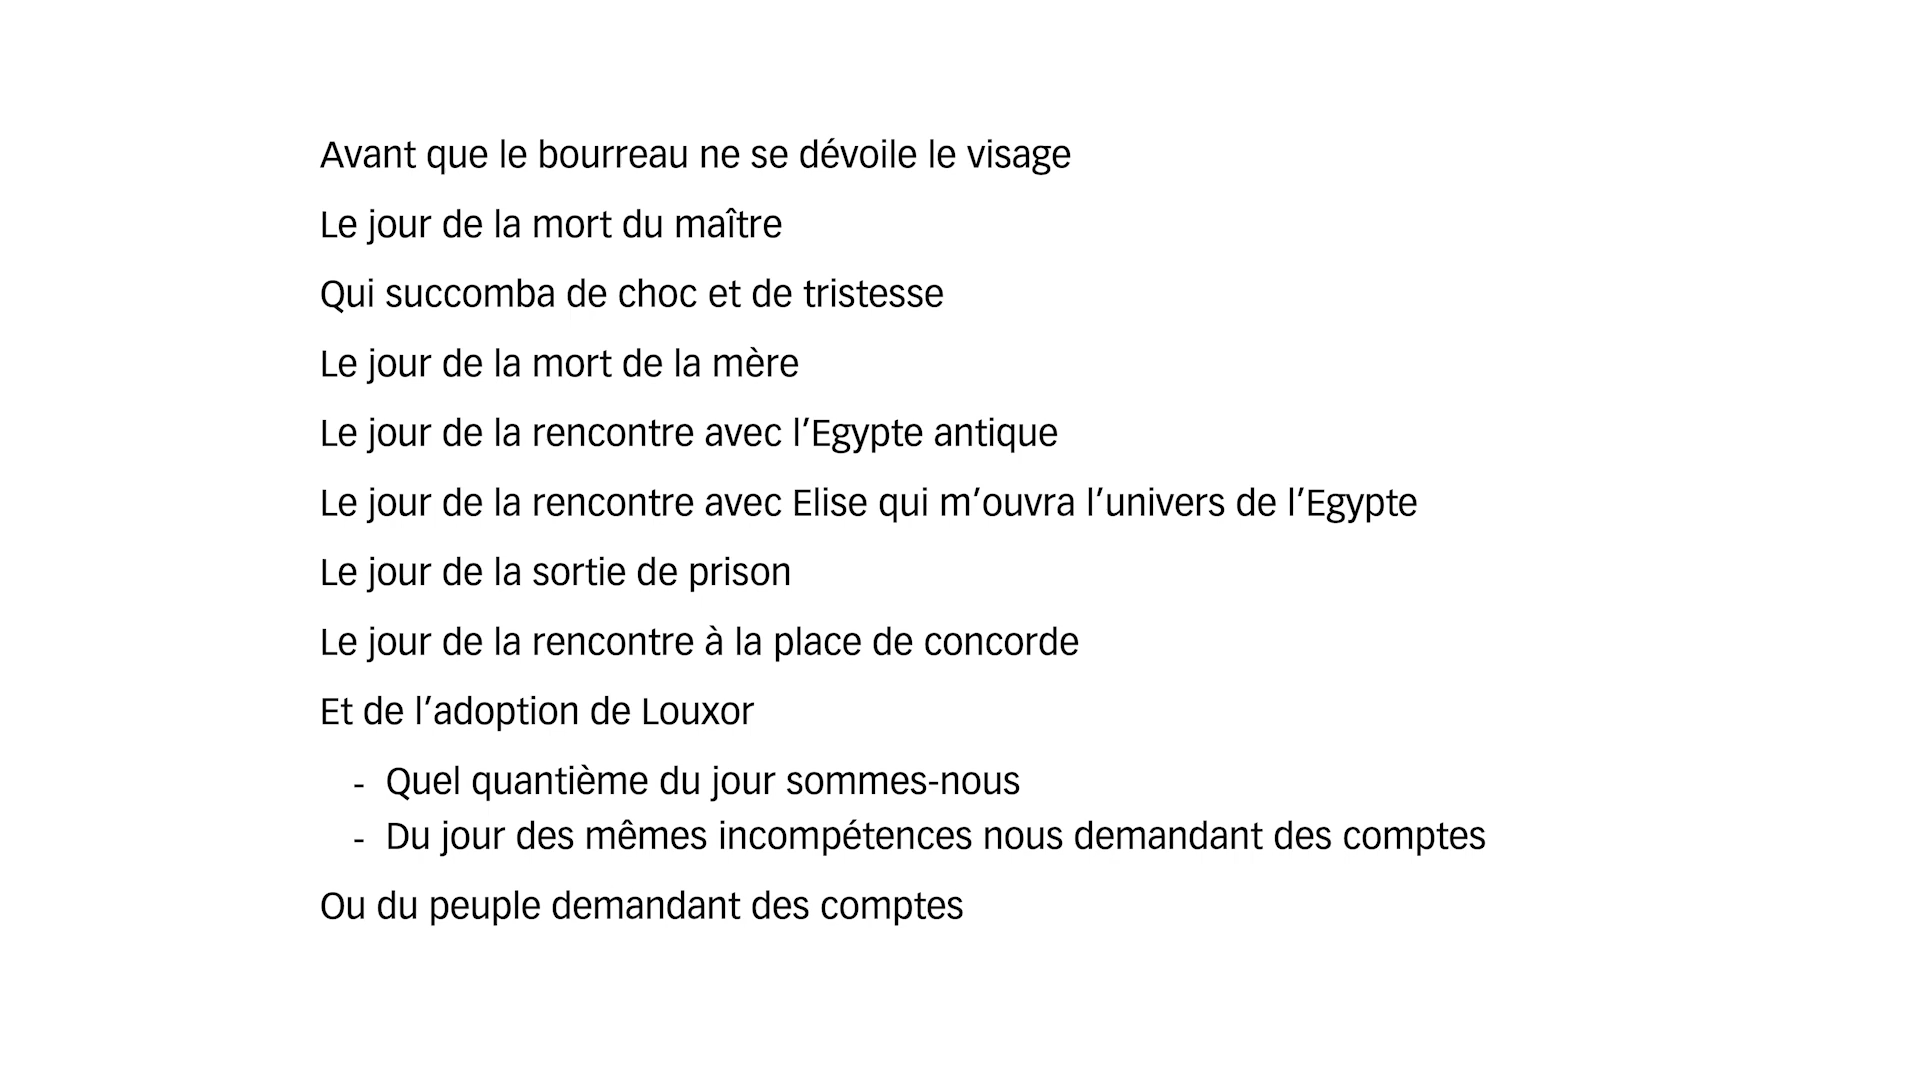 Avant que le bourreau ne se dévoile le visage
Le jour de la mort du maître
Qui succomba de choc et de tristesse
Le jour de la mort de la mère
Le jour de la rencontre avec l’Egypte antique
Le jour de la rencontre avec Elise qui m’ouvra l’univers de l’Egypte
Le jour de la sortie de prison
Le jour de la rencontre à la place de concorde
Et de l’adoption de Louxor
- Quel quantième du jour sommes-nous
- Du jour des mêmes incompétences nous demandant des comptes
Ou du peuple demandant des comptes